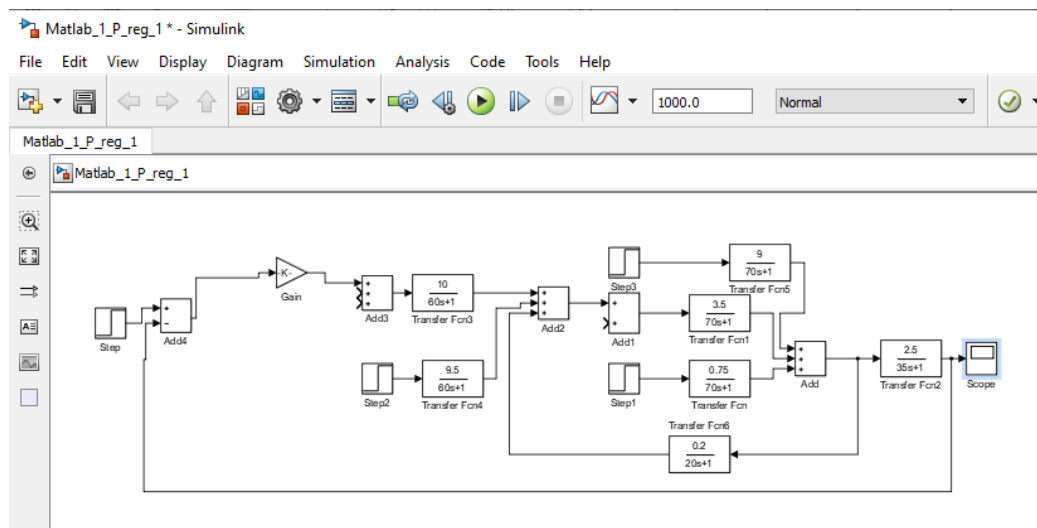 Matlab_1_P_reg_1 * - Simulink
File Edit View Display Diagram Simulation Analysis Code Tools Help
1000.0 Normal
Matlab_1_P_reg_1
Matlab_1_P_reg_1
Step
+
−
Add4
-K-
Gain
+
+
+
Add3
10
60s+1
Transfer Fcn3
Step2
9.5
60s+1
Transfer Fcn4
+
+
+
Add2
Step3
9
70s+1
Transfer Fcn5
+
+
Add1
3.5
70s+1
Transfer Fcn1
Step1
0.75
70s+1
Transfer Fcn
+
+
+
Add
2.5
35s+1
Transfer Fcn2
Scope
Transfer Fcn6
0.2
20s+1